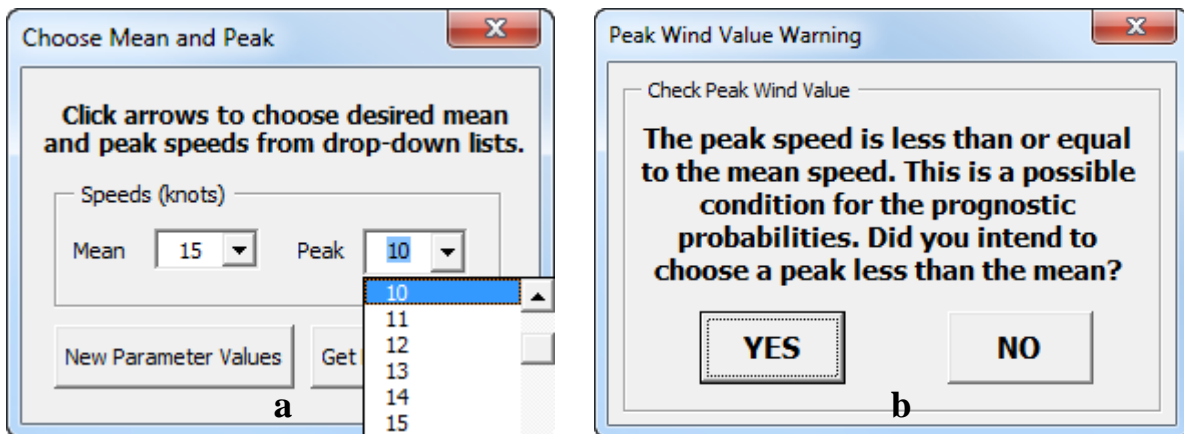 Choose Mean and Peak
x
Click arrows to choose desired mean
and peak speeds from drop-down lists.
Speeds (knots)
Mean 15 Peak 10
10
11
12
13
14
15
New Parameter Values
Get
a
Peak Wind Value Warning
x
Check Peak Wind Value
The peak speed is less than or equal
to the mean speed. This is a possible
condition for the prognostic
probabilities. Did you intend to
choose a peak less than the mean?
YES NO
b